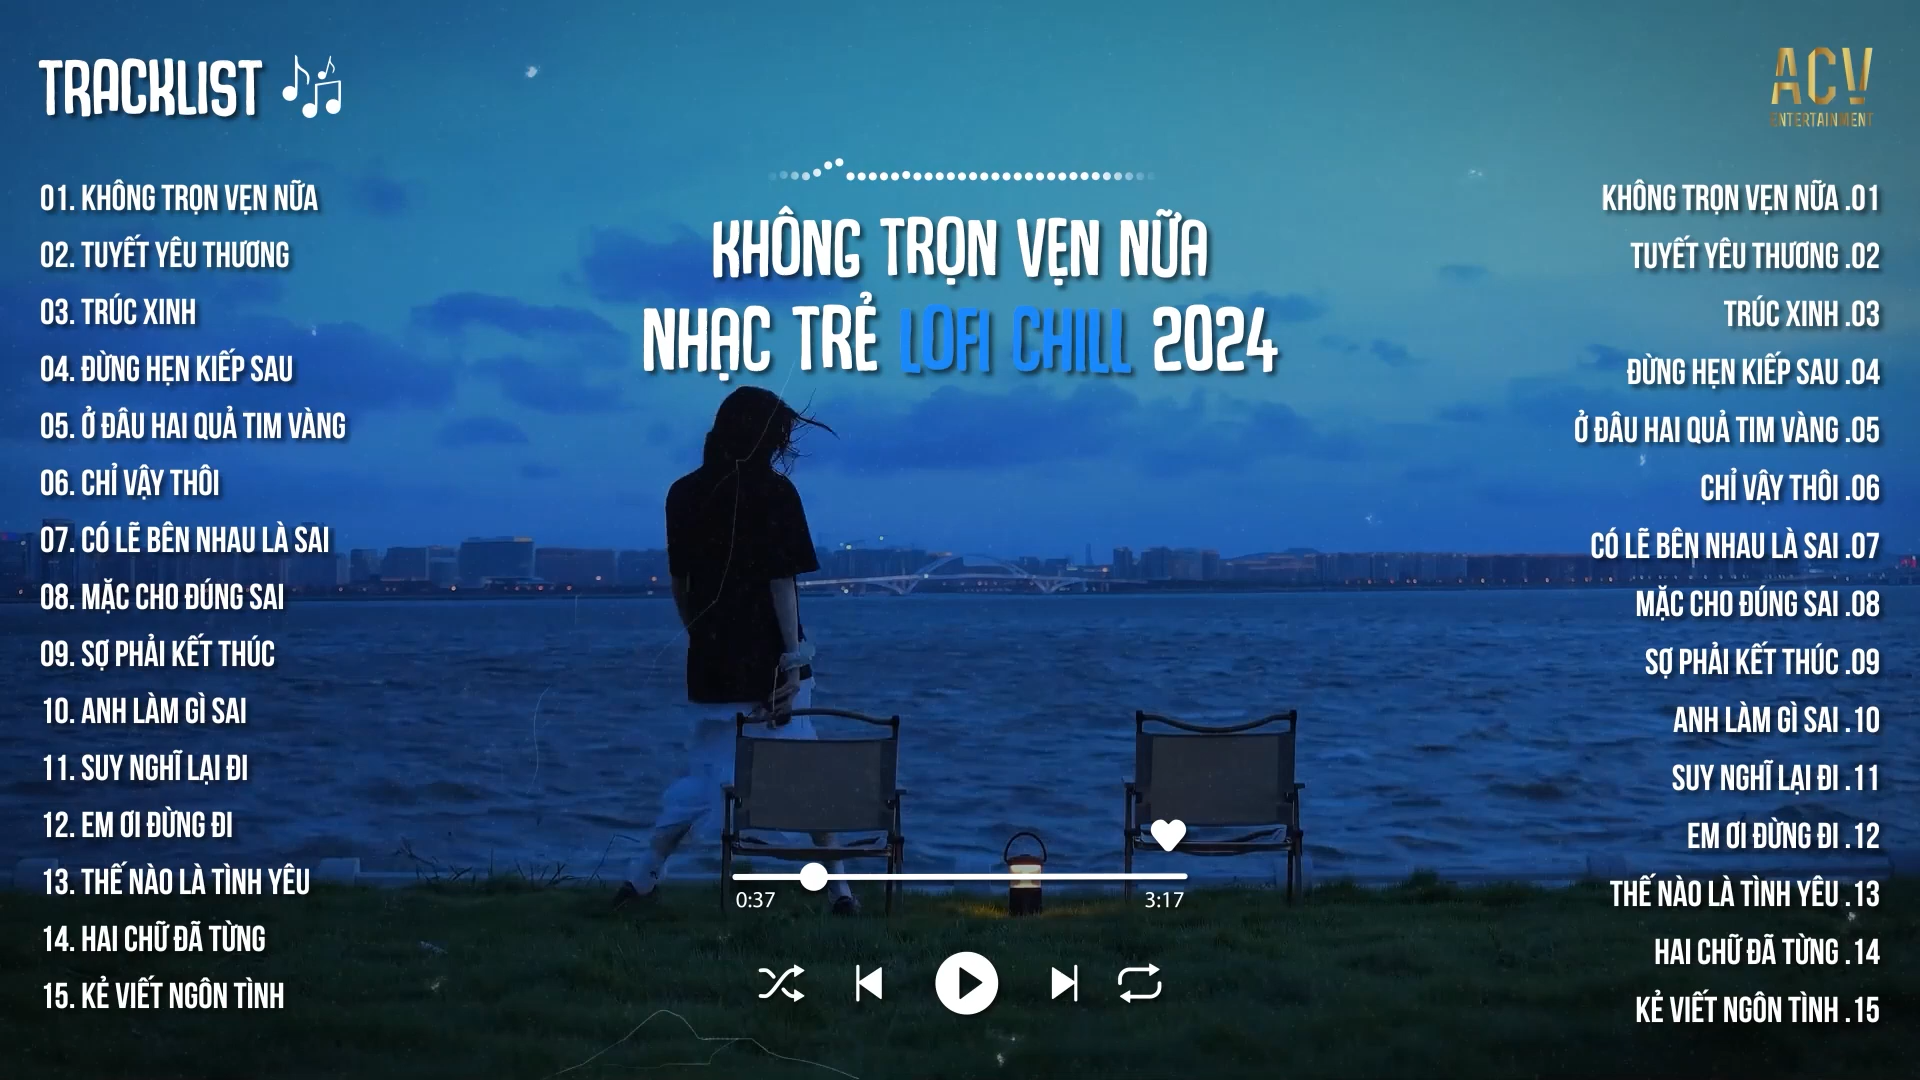 TRACKLIST
ACV
ENTERTAINMENT
01. KHÔNG TRỌN VẸN NỮA
02. TUYẾT YÊU THƯƠNG
03. TRÚC XINH
04. ĐỪNG HẸN KIẾP SAU
05. Ở ĐÂU HAI QUẢ TIM VÀNG
06. CHỈ VẬY THÔI
07. CÓ LẼ BÊN NHAU LÀ SAI
08. MẶC CHO ĐÚNG SAI
09. SỢ PHẢI KẾT THÚC
10. ANH LÀM GÌ SAI
11. SUY NGHĨ LẠI ĐI
12. EM ƠI ĐỪNG ĐI
13. THẾ NÀO LÀ TÌNH YÊU
14. HAI CHỮ ĐÃ TỪNG
15. KẺ VIẾT NGÔN TÌNH
KHÔNG TRỌN VẸN NỮA
NHẠC TRẺ LOFI CHILL 2024
0:37
3:17
KHÔNG TRỌN VẸN NỮA .01
TUYẾT YÊU THƯƠNG .02
TRÚC XINH .03
ĐỪNG HẸN KIẾP SAU .04
Ở ĐÂU HAI QUẢ TIM VÀNG .05
CHỈ VẬY THÔI .06
CÓ LẼ BÊN NHAU LÀ SAI .07
MẶC CHO ĐÚNG SAI .08
SỢ PHẢI KẾT THÚC .09
ANH LÀM GÌ SAI .10
SUY NGHĨ LẠI ĐI .11
EM ƠI ĐỪNG ĐI .12
THẾ NÀO LÀ TÌNH YÊU .13
HAI CHỮ ĐÃ TỪNG .14
KẺ VIẾT NGÔN TÌNH .15